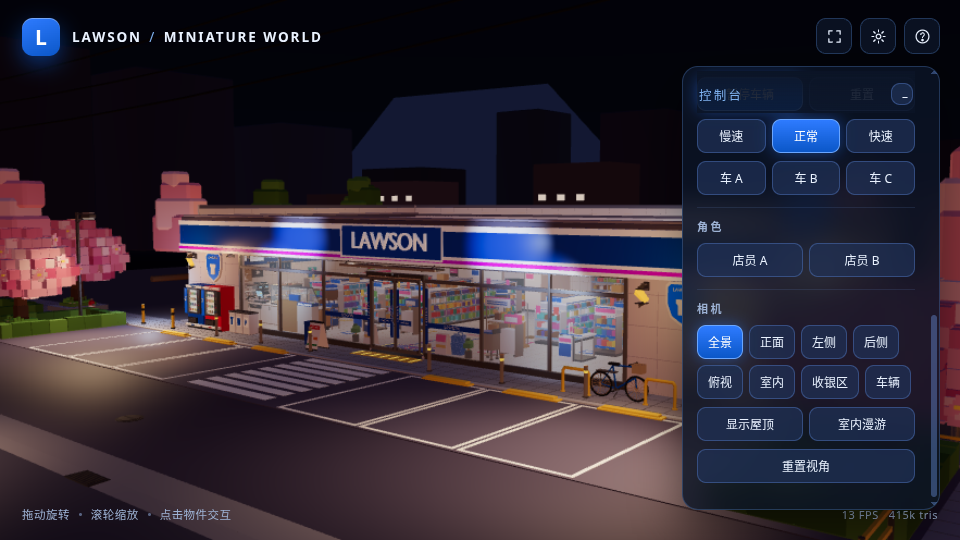 L LAWSON / MINIATURE WORLD
控制台
重置
慢速 正常 快速
车 A 车 B 车 C
角色
店员 A 店员 B
相机
全景 正面 左侧 后侧
俯视 室内 收银区 车辆
显示屋顶 室内漫游
重置视角
LAWSON
拖动旋转 • 滚轮缩放 • 点击物件交互
13 FPS 415k tris